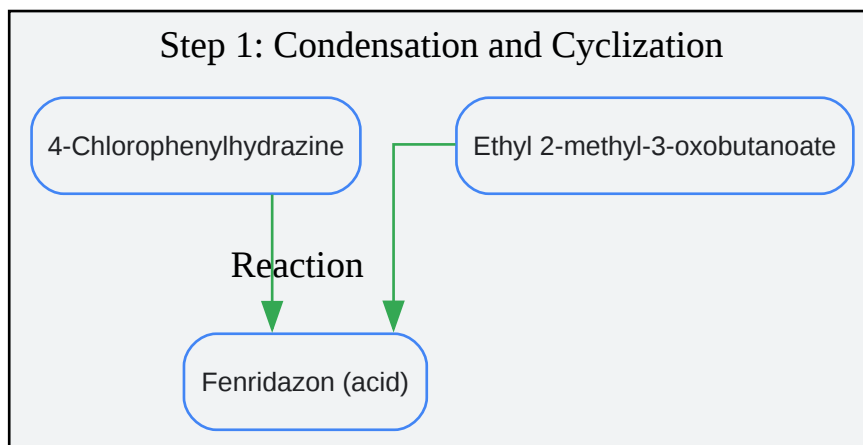 Step 1: Condensation and Cyclization
4-Chlorophenylhydrazine
Ethyl 2-methyl-3-oxobutanoate
Reaction
Fenridazon (acid)